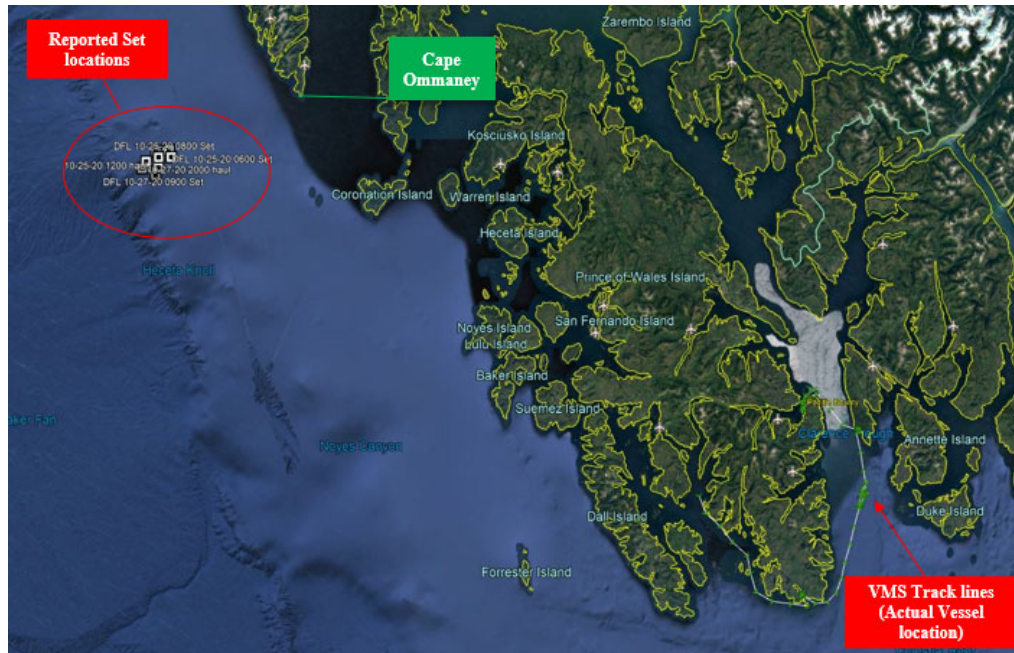 Reported Set
locations
Cape
Ommaney
Zarembo Island
DFL 10-25-20 0800 Set
DFL 10-25-20 0600 Set
10-25-20 1200
27-20 2000 haul
DFL 10-27-20 0900 Set
Kosciusko Island
Coronation Island
Warren Island
Heceta Island
Heceta Knoll
Prince of Wales Island
Noyes Island
San Fernando Island
Lulu Island
Baker Island
Suemez Island
Annette Island
Noyes Canyon
Dall Island
Duke Island
Forrester Island
VMS Track lines
(Actual Vessel
location)